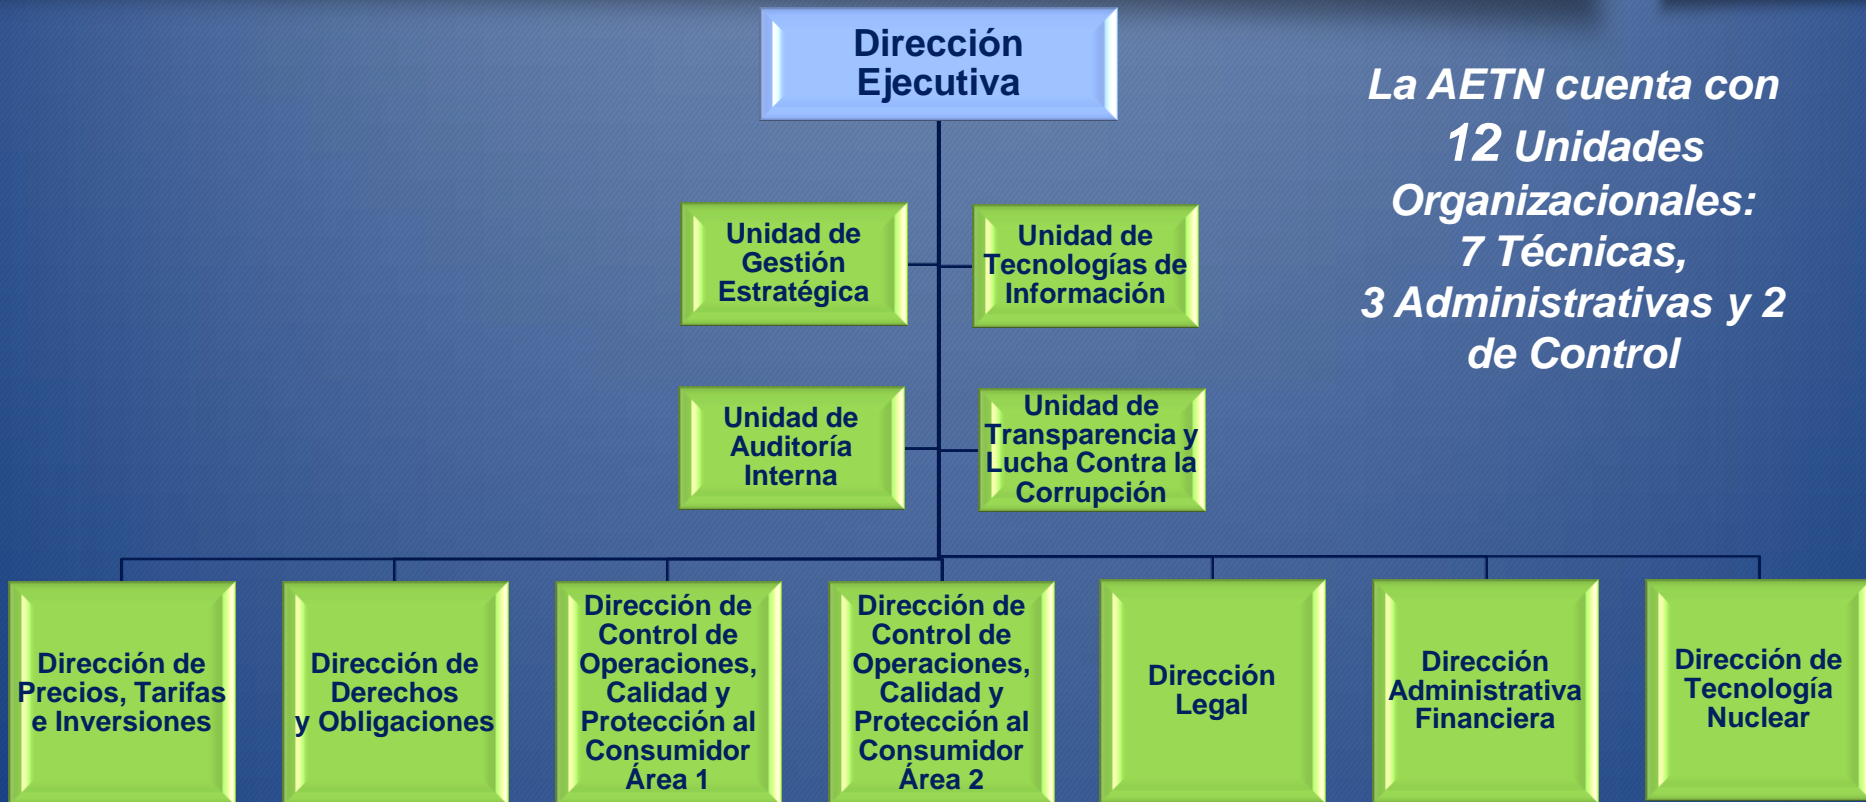 Dirección
Ejecutiva
La AETN cuenta con
12 Unidades
Organizacionales:
7 Técnicas,
3 Administrativas y 2
de Control
Unidad de
Gestión
Estratégica
Unidad de
Tecnologías de
Información
Unidad de
Auditoría
Interna
Unidad de
Transparencia y
Lucha Contra la
Corrupción
Dirección de
Precios, Tarifas
e Inversiones
Dirección de
Derechos
y Obligaciones
Dirección de
Control de
Operaciones,
Calidad y
Protección al
Consumidor
Área 1
Dirección de
Control de
Operaciones,
Calidad y
Protección al
Consumidor
Área 2
Dirección
Legal
Dirección
Administrativa
Financiera
Dirección de
Tecnología
Nuclear